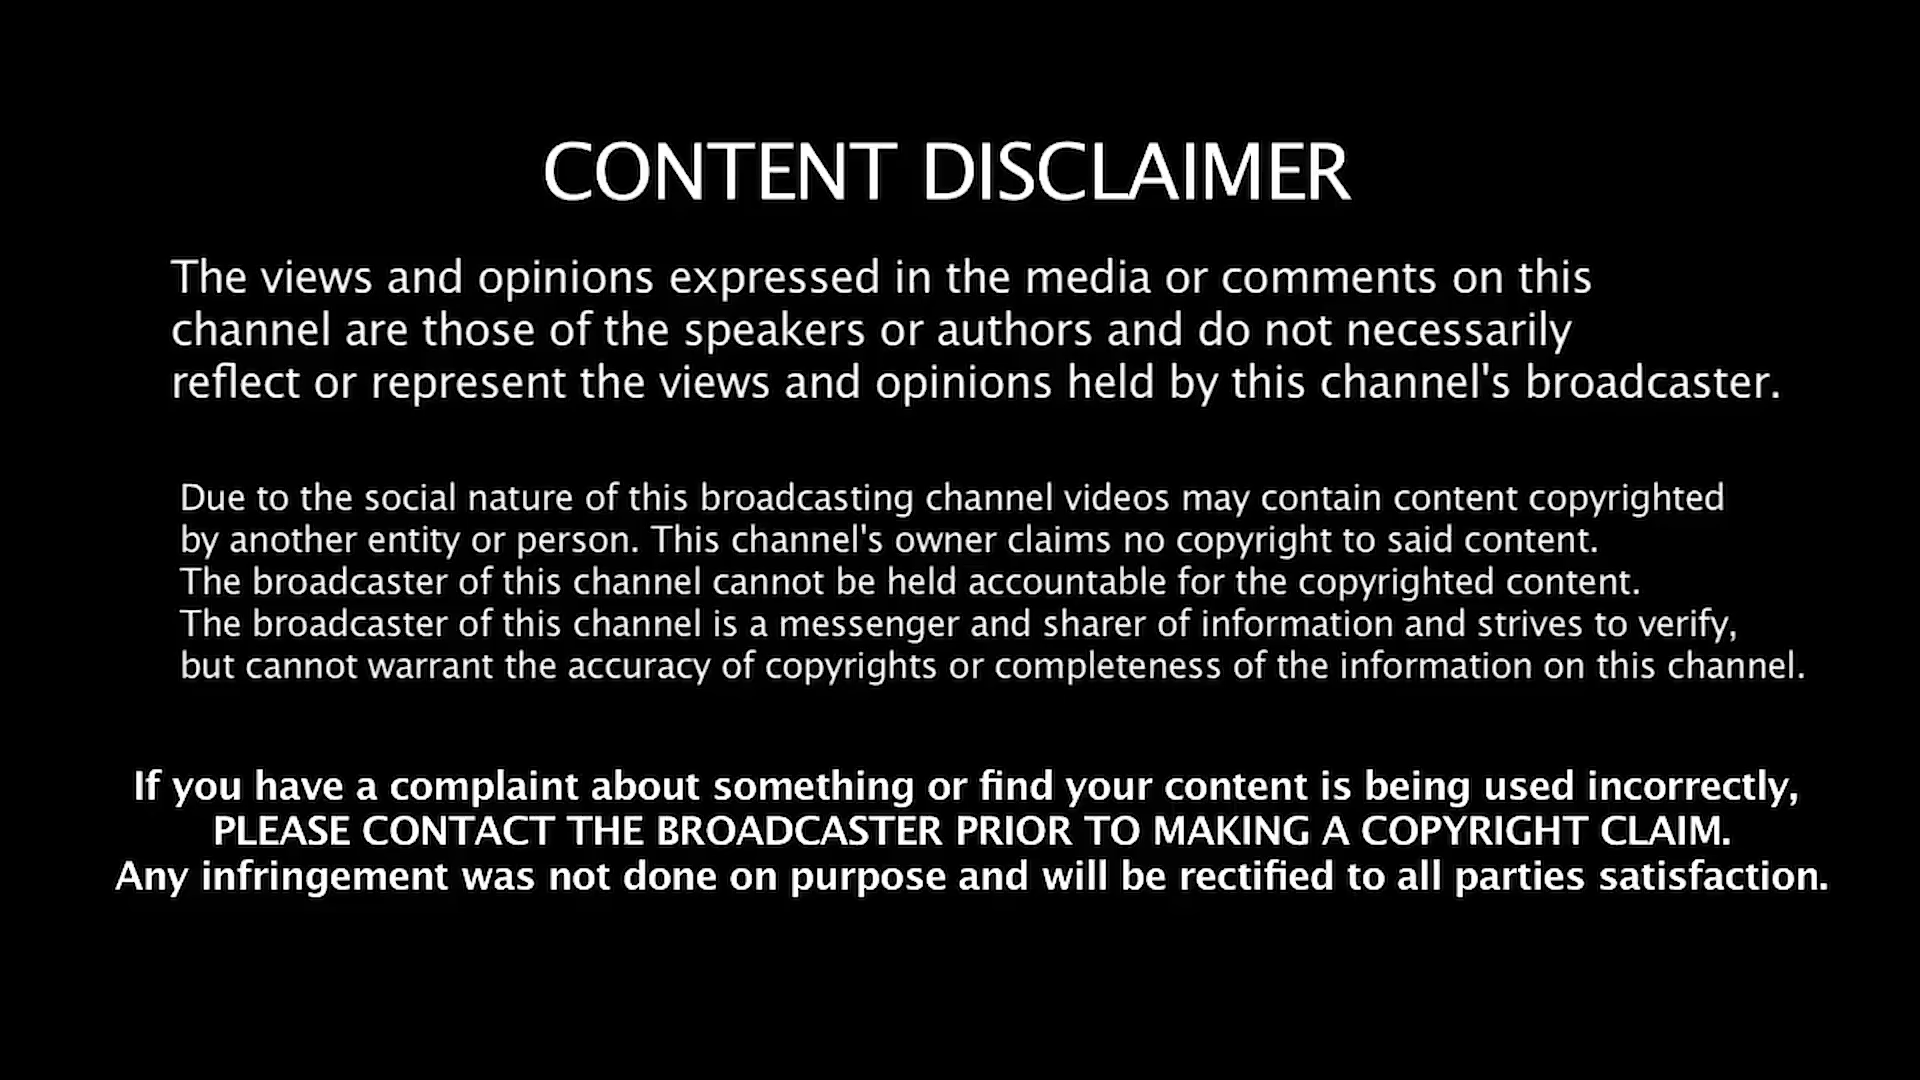 CONTENT DISCLAIMER
The views and opinions expressed in the media or comments on this
channel are those of the speakers or authors and do not necessarily
reflect or represent the views and opinions held by this channel's broadcaster.
Due to the social nature of this broadcasting channel videos may contain content copyrighted
by another entity or person. This channel's owner claims no copyright to said content.
The broadcaster of this channel cannot be held accountable for the copyrighted content.
The broadcaster of this channel is a messenger and sharer of information and strives to verify,
but cannot warrant the accuracy of copyrights or completeness of the information on this channel.
If you have a complaint about something or find your content is being used incorrectly,
PLEASE CONTACT THE BROADCASTER PRIOR TO MAKING A COPYRIGHT CLAIM.
Any infringement was not done on purpose and will be rectified to all parties satisfaction.